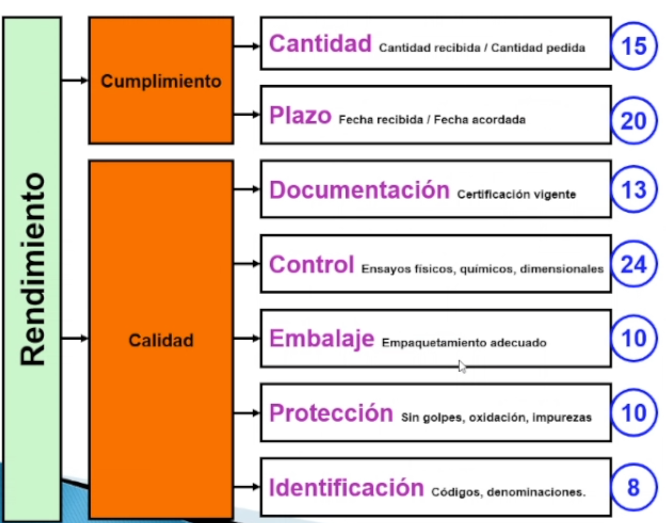 Rendimiento
Cumplimiento
Cantidad Cantidad recibida / Cantidad pedida 15
Plazo Fecha recibida / Fecha acordada 20
Calidad
Documentación Certificación vigente 13
Control Ensayos físicos, químicos, dimensionales 24
Embalaje Empaquetamiento adecuado 10
Protección Sin golpes, oxidación, impurezas 10
Identificación Códigos, denominaciones. 8